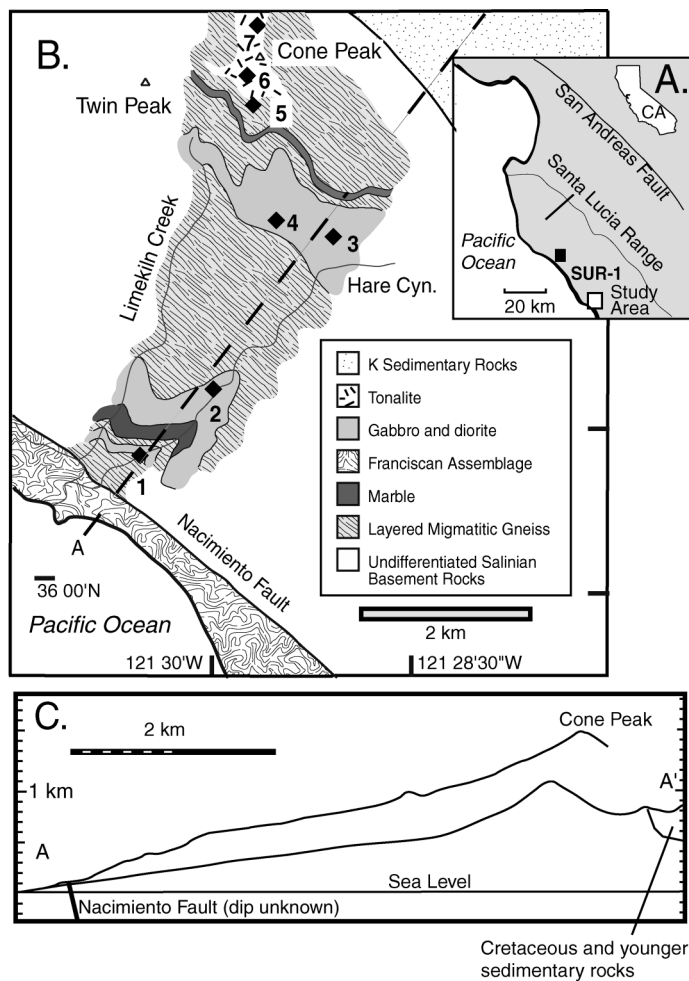 B.
7
Cone Peak
6
Twin Peak
5
4
3
Limekiln Creek
Hare Cyn.
2
1
A
Nacimiento Fault
36 00'N
Pacific Ocean
121 30'W
121 28'30"W
2 km
K Sedimentary Rocks
Tonalite
Gabbro and diorite
Franciscan Assemblage
Marble
Layered Migmatitic Gneiss
Undifferentiated Salinian
Basement Rocks
A.
CA
San Andreas Fault
Santa Lucia Range
Pacific
Ocean
SUR-1
20 km
Study
Area
C.
2 km
Cone Peak
1 km
A'
A
Sea Level
Nacimiento Fault (dip unknown)
Cretaceous and younger
sedimentary rocks